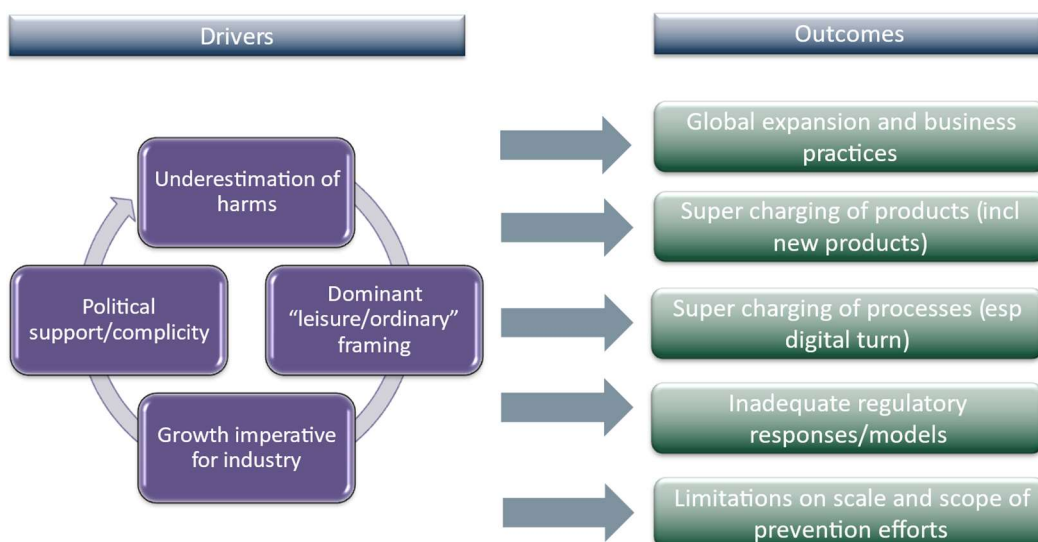 Drivers
Outcomes
Underestimation of
harms
Dominant
“leisure/ordinary”
framing
Growth imperative
for industry
Political
support/complicity
Global expansion and business
practices
Super charging of products (incl
new products)
Super charging of processes (esp
digital turn)
Inadequate regulatory
responses/models
Limitations on scale and scope of
prevention efforts